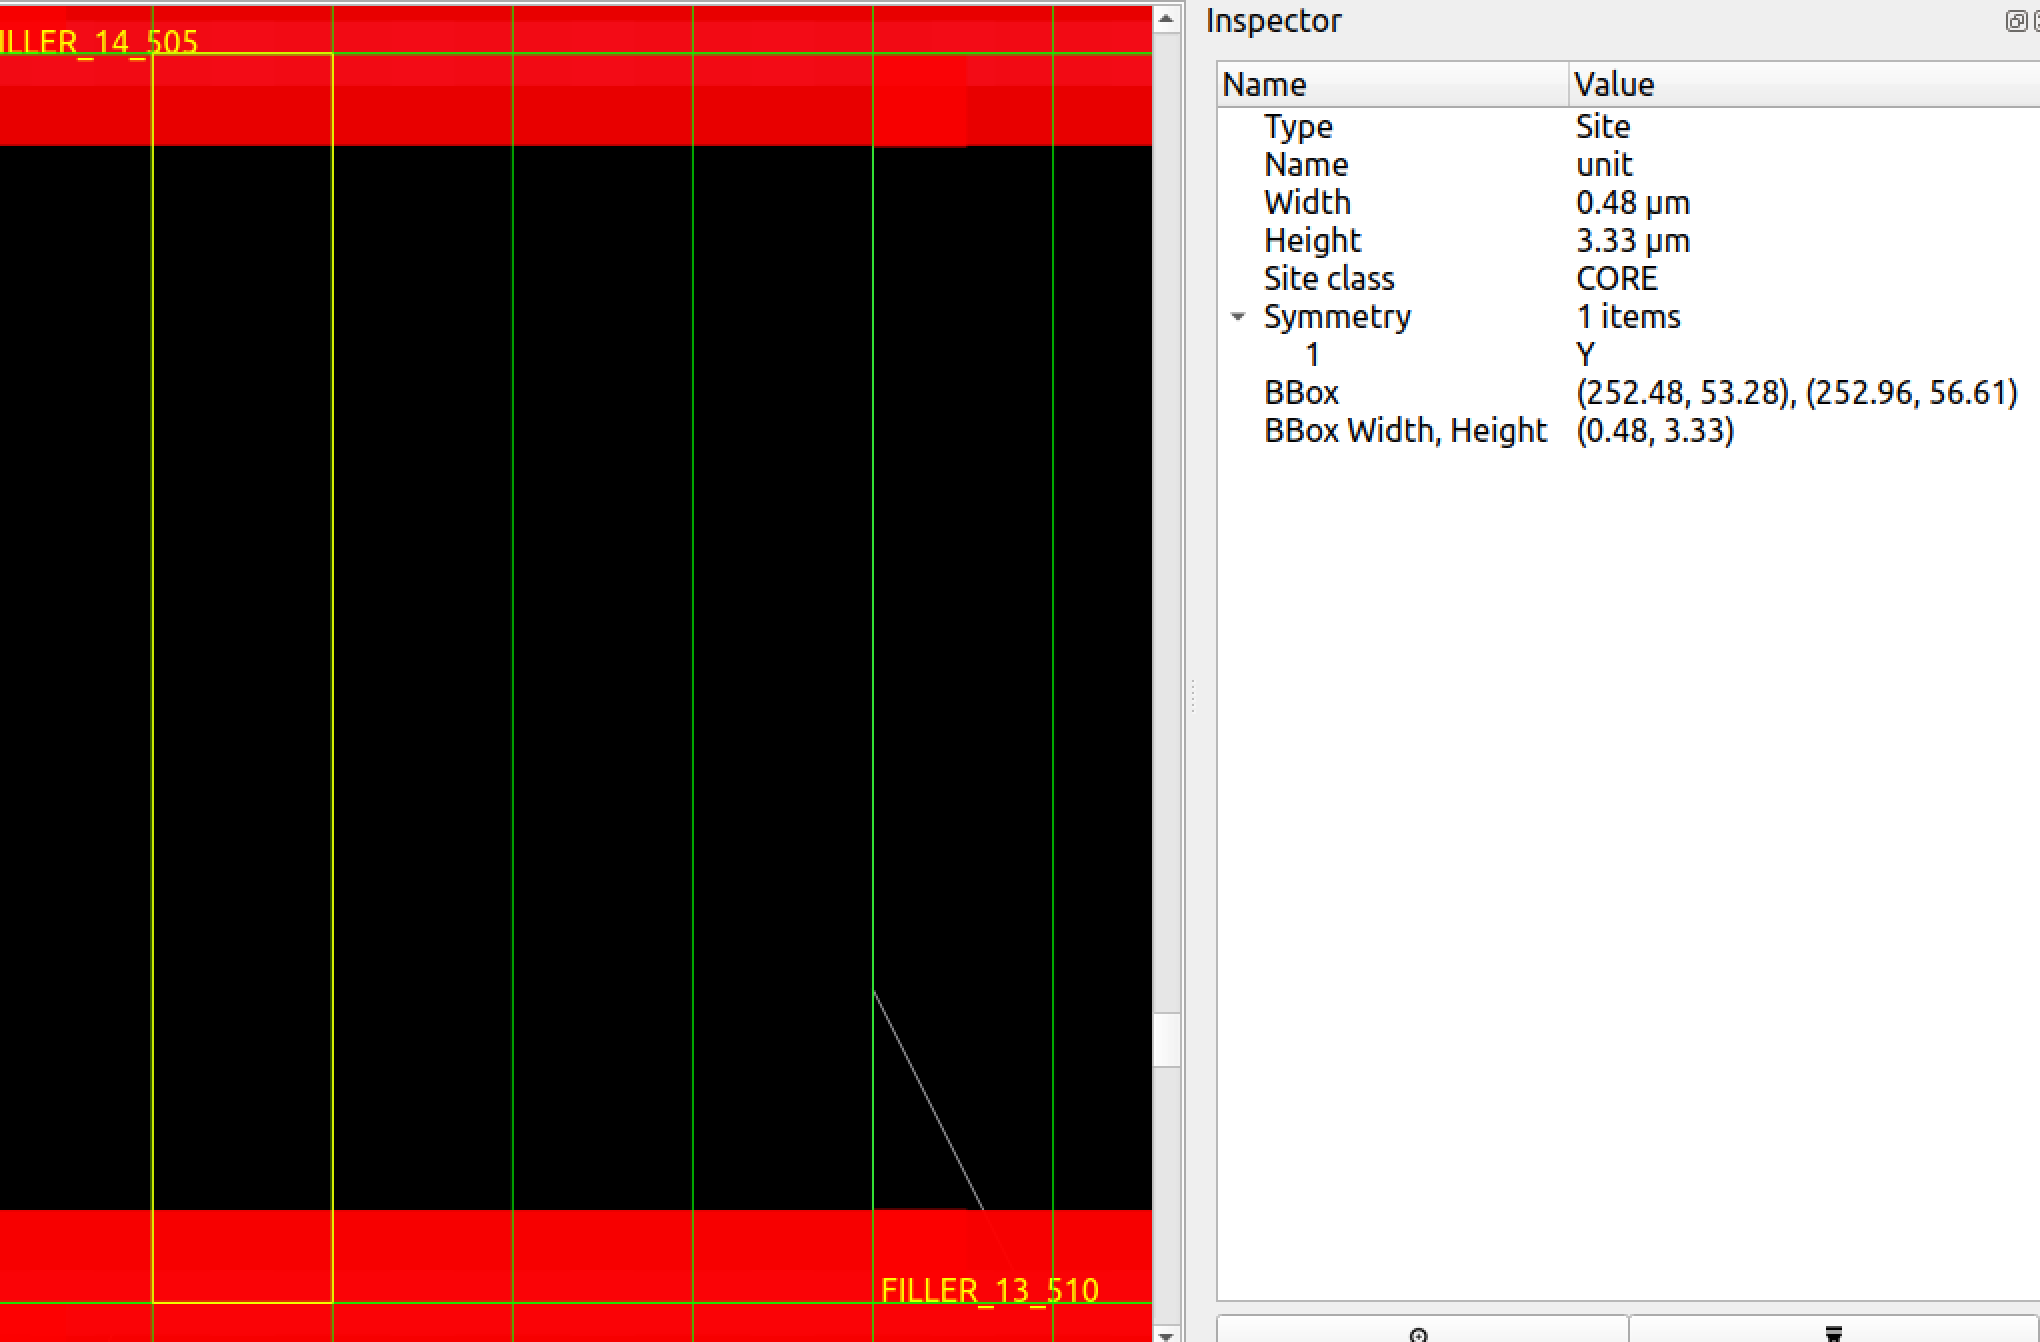 ILLER_14_505
FILLER_13_510
Inspector
Name Value
Type Site
Name unit
Width 0.48 µm
Height 3.33 µm
Site class CORE
Symmetry 1 items
1 Y
BBox (252.48, 53.28), (252.96, 56.61)
BBox Width, Height (0.48, 3.33)